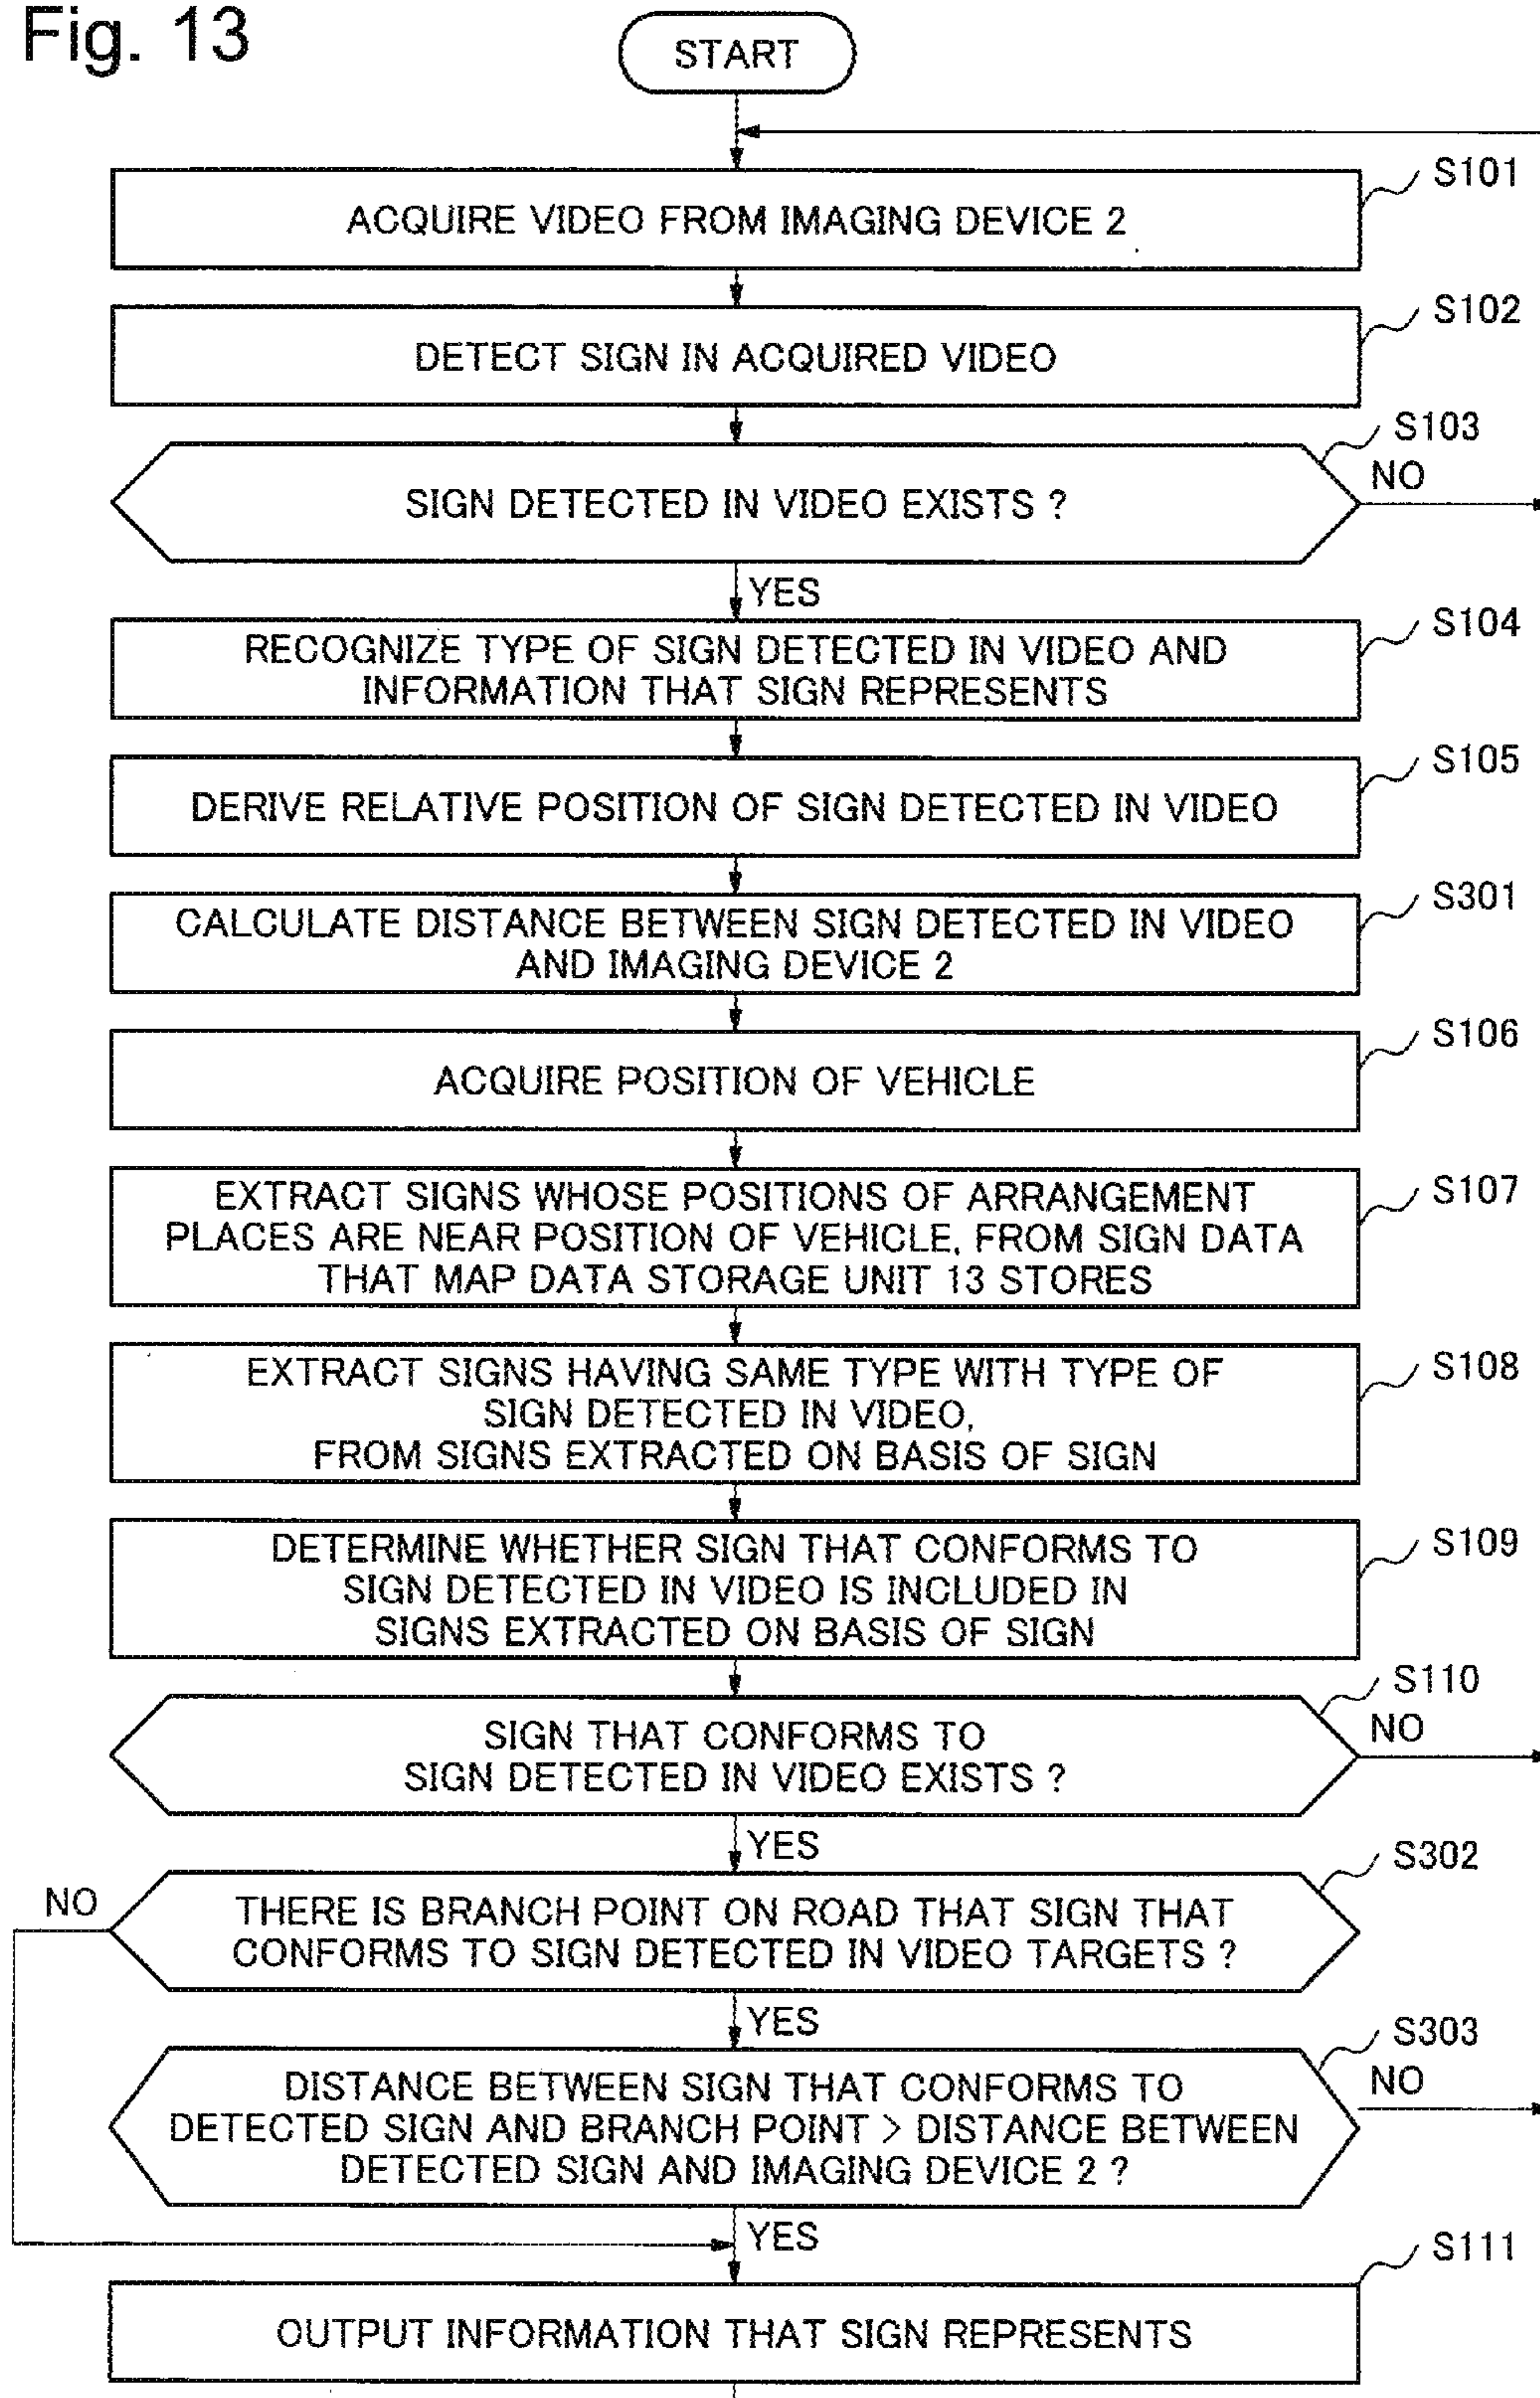 Fig. 13
START
S101
ACQUIRE VIDEO FROM IMAGING DEVICE 2
S102
DETECT SIGN IN ACQUIRED VIDEO
S103
NO
SIGN DETECTED IN VIDEO EXISTS ?
YES
S104
RECOGNIZE TYPE OF SIGN DETECTED IN VIDEO AND
INFORMATION THAT SIGN REPRESENTS
S105
DERIVE RELATIVE POSITION OF SIGN DETECTED IN VIDEO
S301
CALCULATE DISTANCE BETWEEN SIGN DETECTED IN VIDEO
AND IMAGING DEVICE 2
S106
ACQUIRE POSITION OF VEHICLE
S107
EXTRACT SIGNS WHOSE POSITIONS OF ARRANGEMENT
PLACES ARE NEAR POSITION OF VEHICLE, FROM SIGN DATA
THAT MAP DATA STORAGE UNIT 13 STORES
S108
EXTRACT SIGNS HAVING SAME TYPE WITH TYPE OF
SIGN DETECTED IN VIDEO,
FROM SIGNS EXTRACTED ON BASIS OF SIGN
S109
DETERMINE WHETHER SIGN THAT CONFORMS TO
SIGN DETECTED IN VIDEO IS INCLUDED IN
SIGNS EXTRACTED ON BASIS OF SIGN
S110
NO
SIGN THAT CONFORMS TO
SIGN DETECTED IN VIDEO EXISTS ?
YES
S302
NO
THERE IS BRANCH POINT ON ROAD THAT SIGN THAT
CONFORMS TO SIGN DETECTED IN VIDEO TARGETS ?
YES
S303
NO
DISTANCE BETWEEN SIGN THAT CONFORMS TO
DETECTED SIGN AND BRANCH POINT > DISTANCE BETWEEN
DETECTED SIGN AND IMAGING DEVICE 2 ?
YES
S111
OUTPUT INFORMATION THAT SIGN REPRESENTS